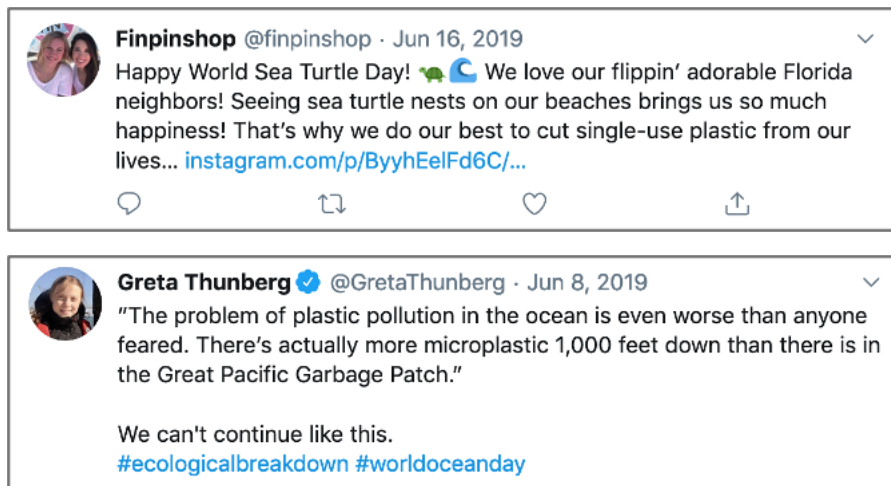 Finpinshop @finpinshop · Jun 16, 2019
Happy World Sea Turtle Day! 🐢🌊 We love our flippin’ adorable Florida
neighbors! Seeing sea turtle nests on our beaches brings us so much
happiness! That’s why we do our best to cut single-use plastic from our
lives... instagram.com/p/ByyhEelFd6C/...
Greta Thunberg @GretaThunberg · Jun 8, 2019
”The problem of plastic pollution in the ocean is even worse than anyone
feared. There’s actually more microplastic 1,000 feet down than there is in
the Great Pacific Garbage Patch.”
We can't continue like this.
#ecologicalbreakdown #worldoceanday